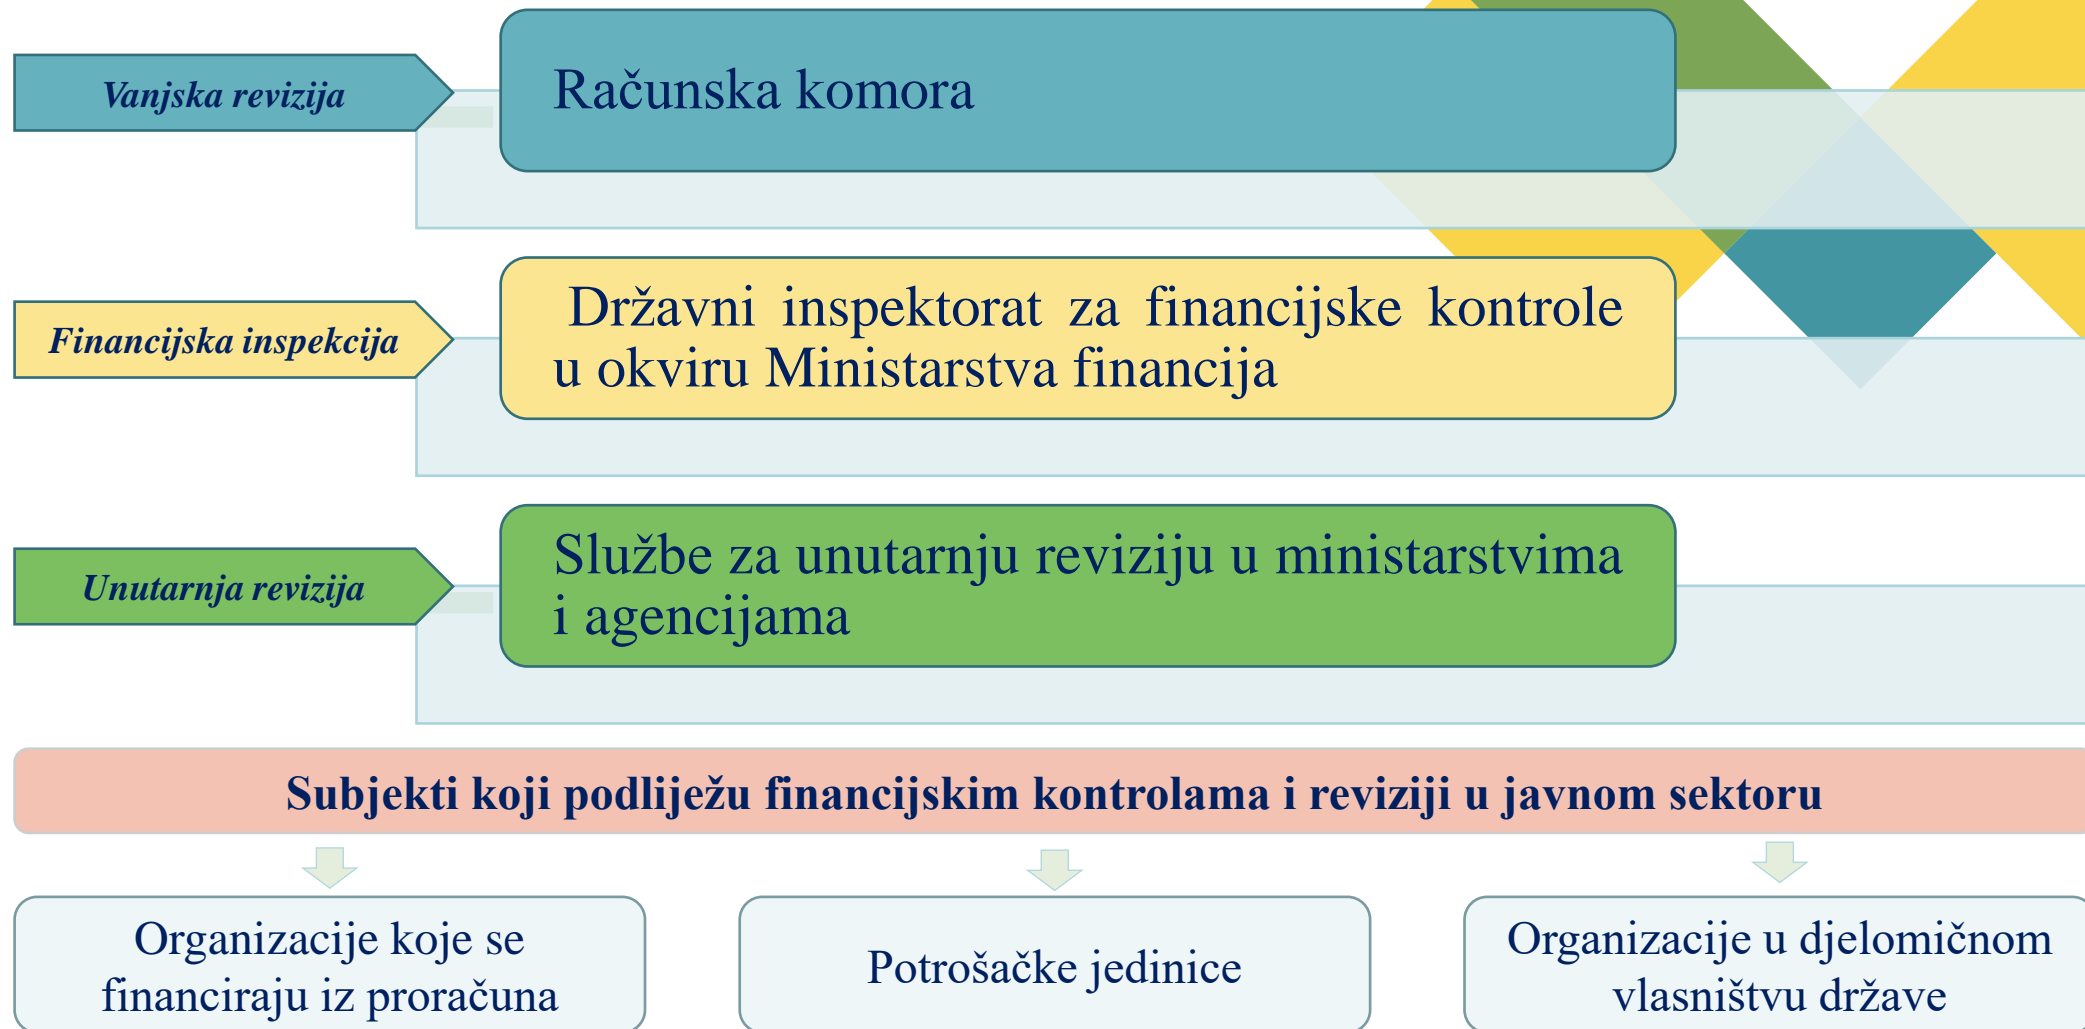 Vanjska revizija
Računska komora
Financijska inspekcija
Državni inspektorat za financijske kontrole
u okviru Ministarstva financija
Unutarnja revizija
Službe za unutarnju reviziju u ministarstvima
i agencijama
Subjekti koji podliježu financijskim kontrolama i reviziji u javnom sektoru
Organizacije koje se
financiraju iz proračuna
Potrošačke jedinice
Organizacije u djelomičnom
vlasništvu države